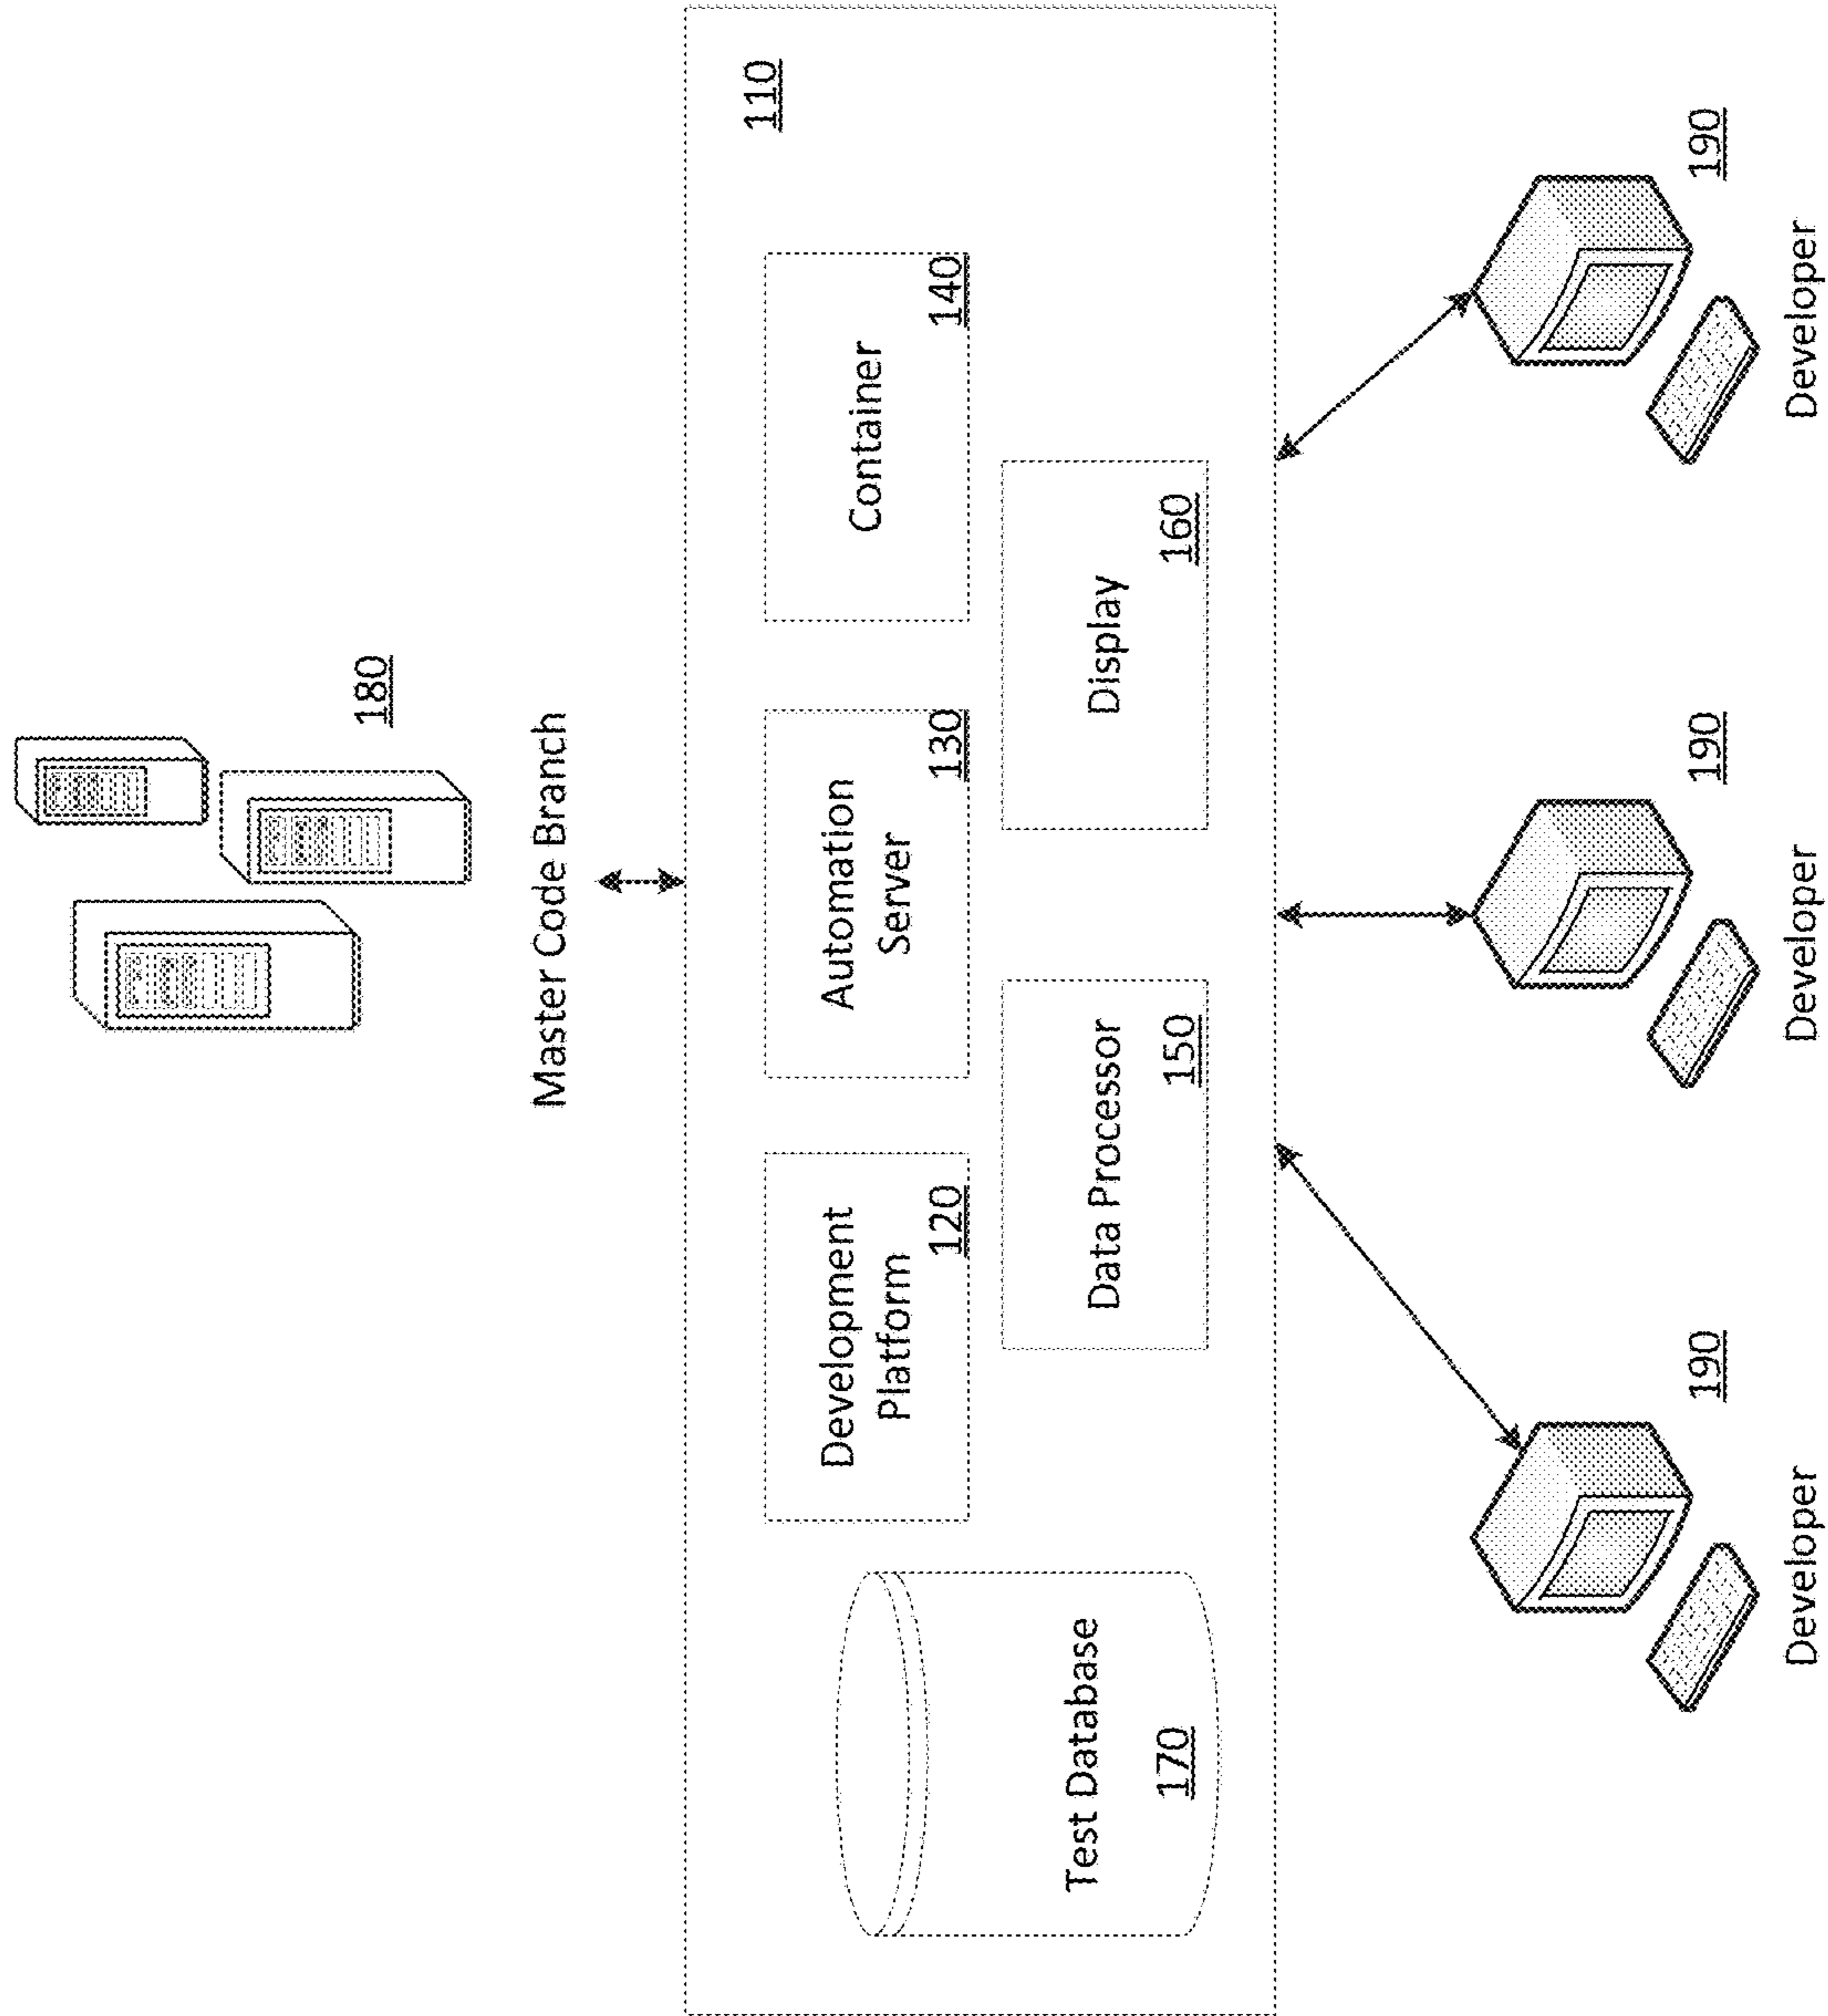 180
Master Code Branch
110
Development
Platform
120
Automation
Server
130
Container
140
Test Database
170
Data Processor
150
Display
160
190
Developer
190
Developer
190
Developer